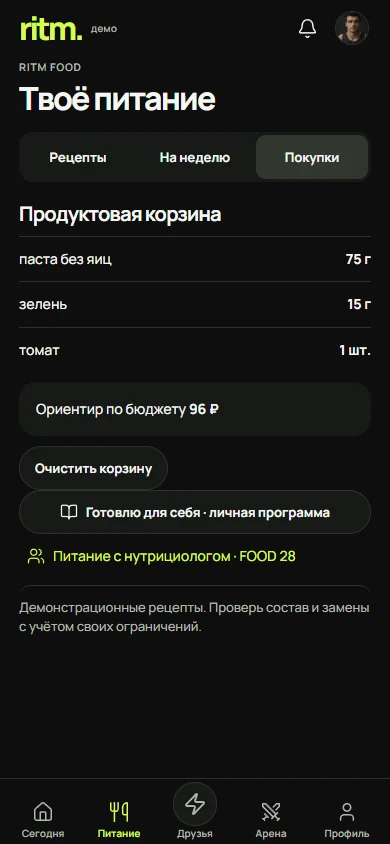 ritm. демо
RITM FOOD
Твоё питание
Рецепты На неделю Покупки
Продуктовая корзина
паста без яиц 75 г
зелень 15 г
томат 1 шт.
Ориентир по бюджету 96 ₽
Очистить корзину
Готовлю для себя · личная программа
Питание с нутрициологом · FOOD 28
Демонстрационные рецепты. Проверь состав и замены
с учётом своих ограничений.
Сегодня Питание Друзья Арена Профиль